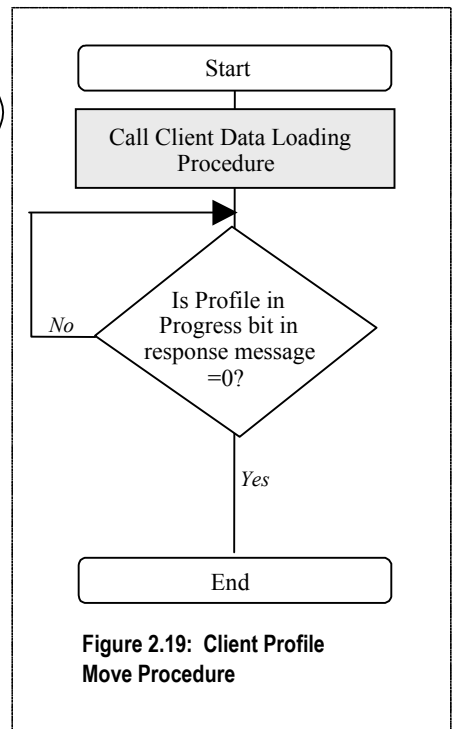 Start
Call Client Data Loading
Procedure
Is Profile in
Progress bit in
response message
=0?
No
Yes
End
Figure 2.19: Client Profile
Move Procedure